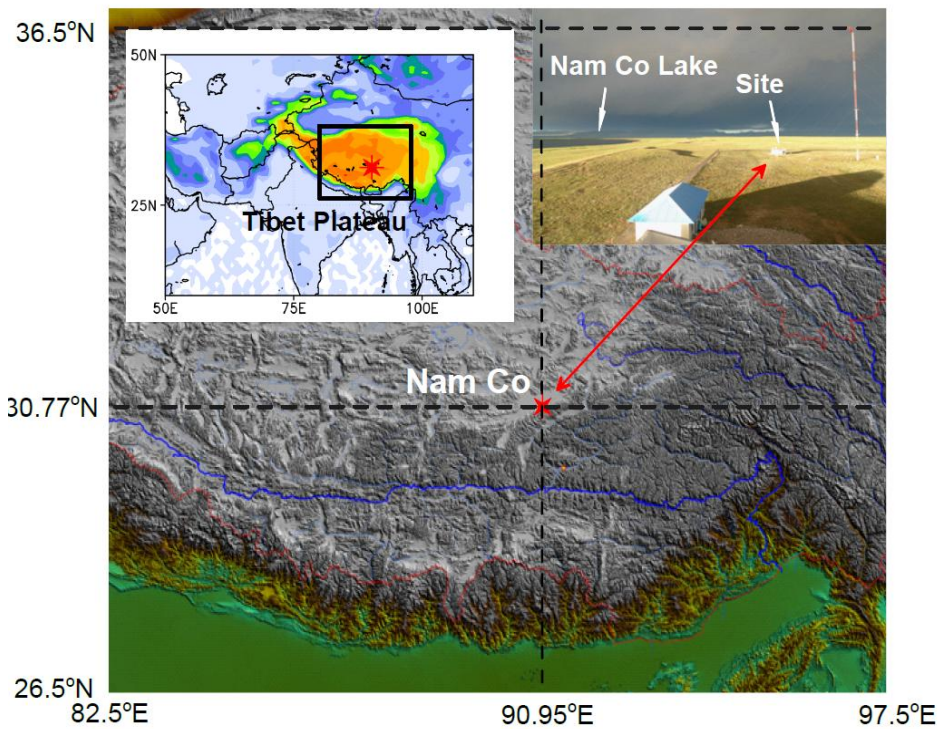 36.5°N
50N
25N
50E
75E
100E
Tibet Plateau
Nam Co Lake
Site
Nam Co
30.77°N
26.5°N
82.5°E
90.95°E
97.5°E